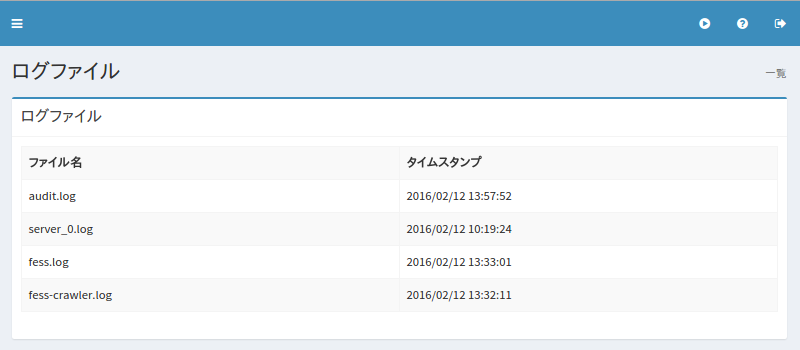 ログファイル
一覧
ログファイル
ファイル名 タイムスタンプ
audit.log 2016/02/12 13:57:52
server_0.log 2016/02/12 10:19:24
fess.log 2016/02/12 13:33:01
fess-crawler.log 2016/02/12 13:32:11